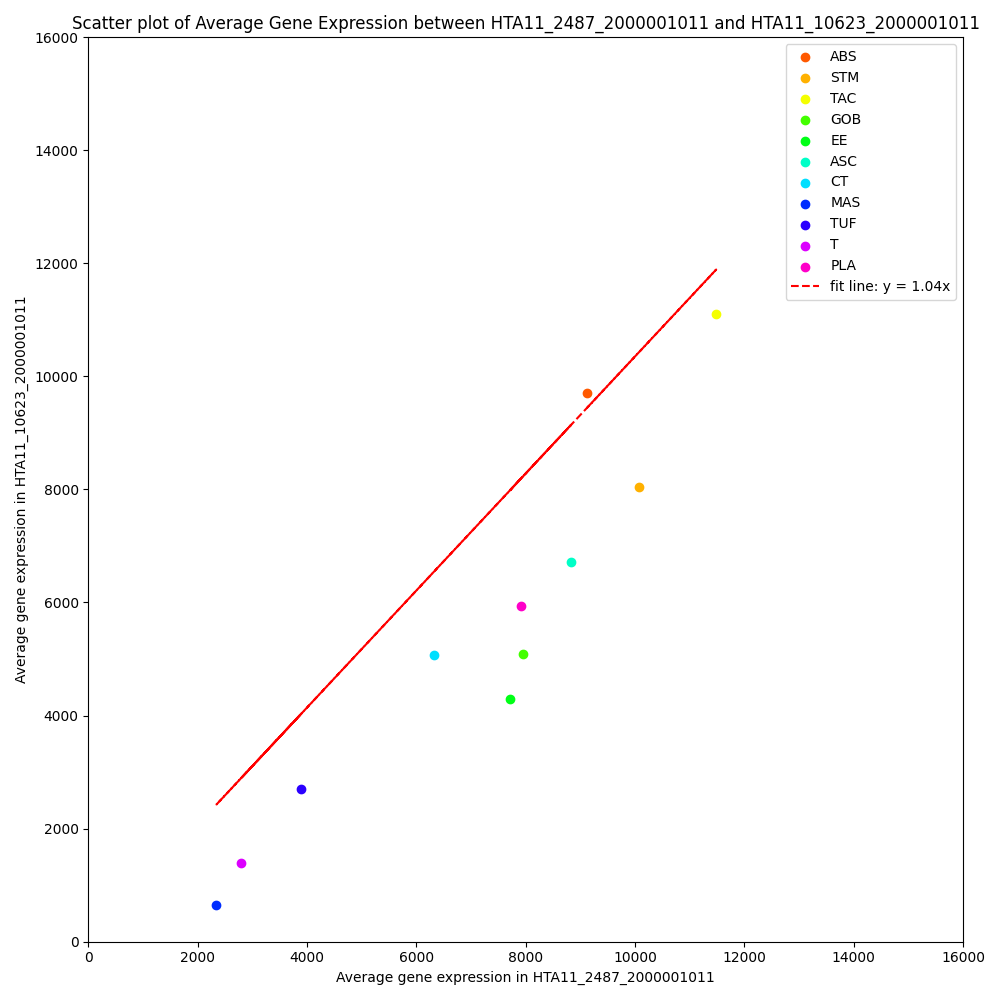 Scatter plot of Average Gene Expression between HTA11_2487_2000001011 and HTA11_10623_2000001011
16000
14000
12000
10000
8000
6000
4000
2000
0
Average gene expression in HTA11_10623_2000001011
ABS
STM
TAC
GOB
EE
ASC
CT
MAS
TUF
T
PLA
fit line: y = 1.04x
0 2000 4000 6000 8000 10000 12000 14000 16000
Average gene expression in HTA11_2487_2000001011